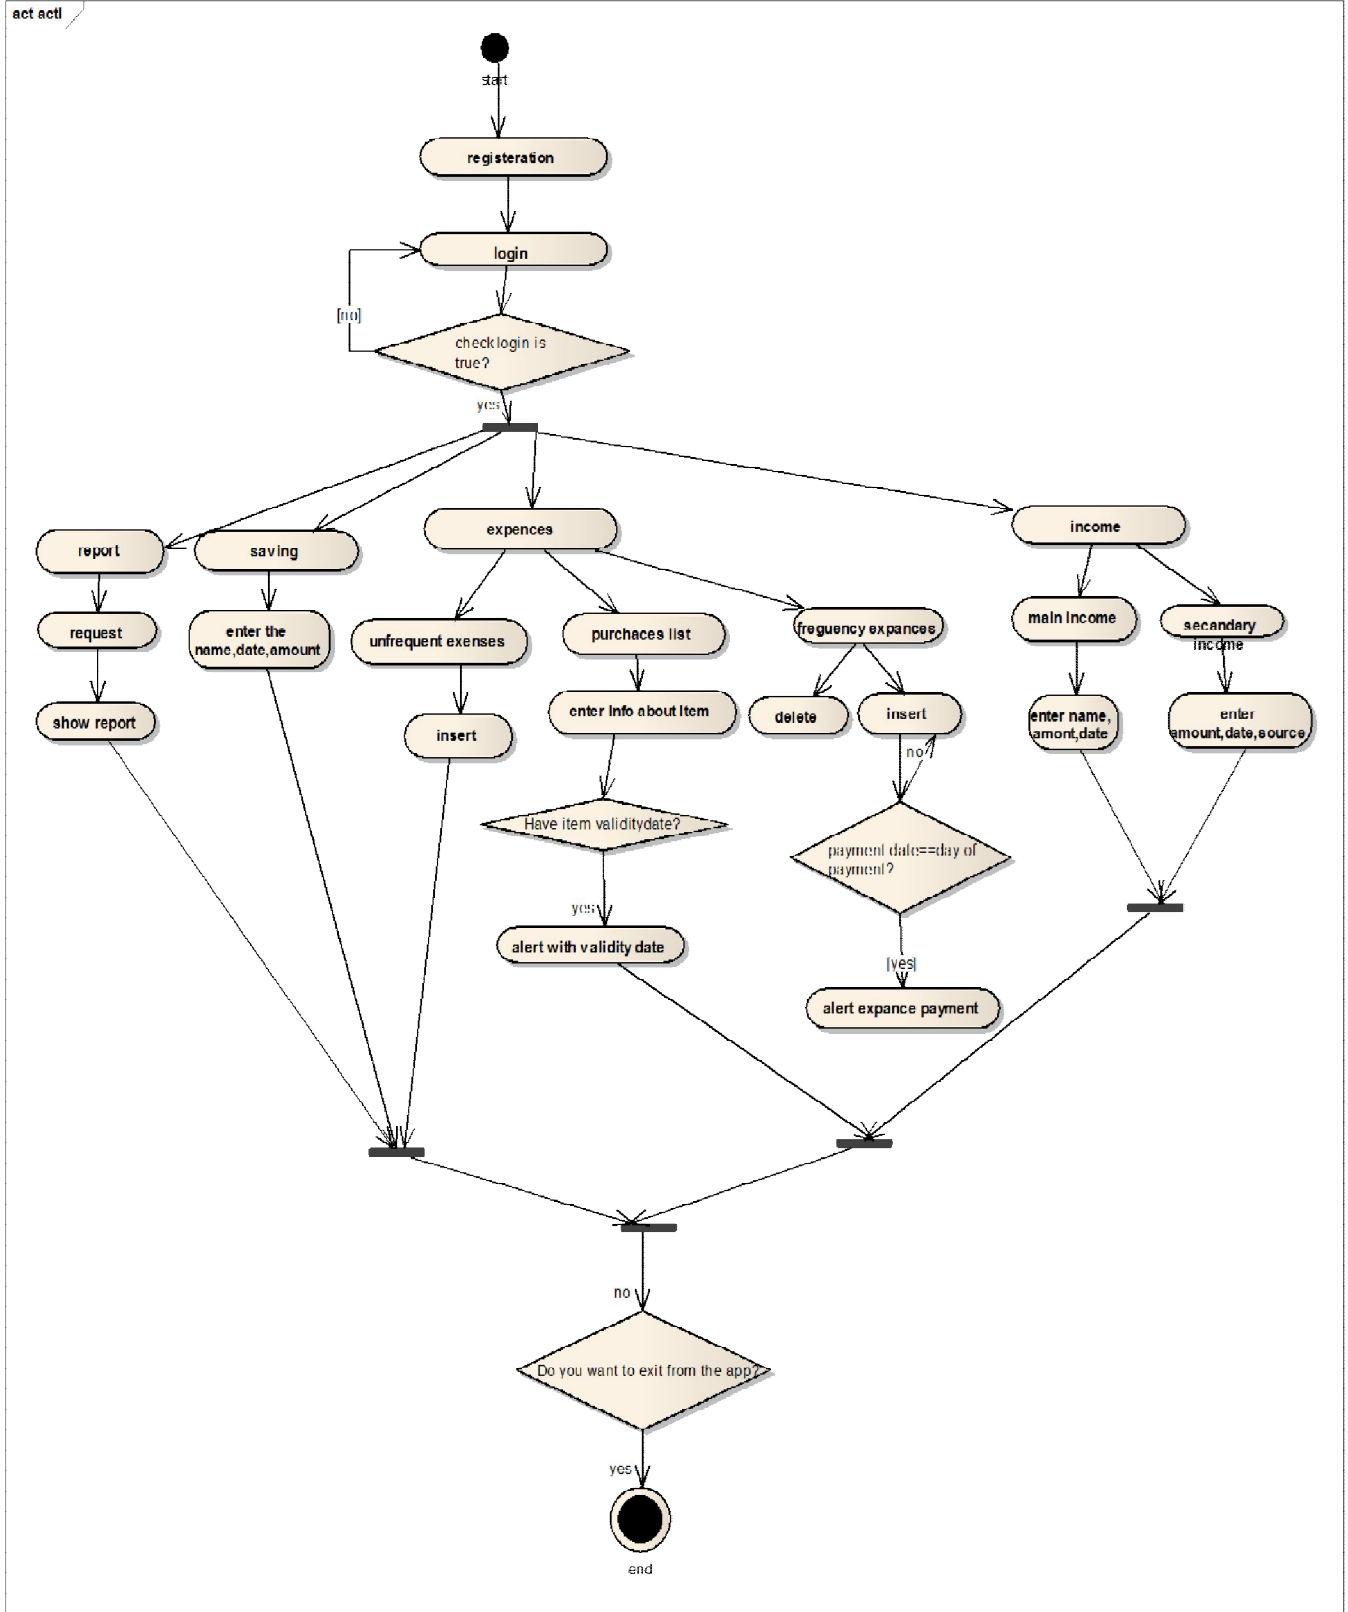 act actl
start
registeration
login
[no]
check login is
true?
yes
report
saving
expences
income
request
enter the
name,date,amount
unfrequent exenses
purchaces list
freguency expances
main income
secandary
income
show report
insert
enter info about item
delete
insert
enter name,
amont,date
enter
amount,date,source
no
Have item validitydate?
payment date==day of
payment?
yes
alert with validity date
[yes]
alert expance payment
no
Do you want to exit from the app?
yes
end